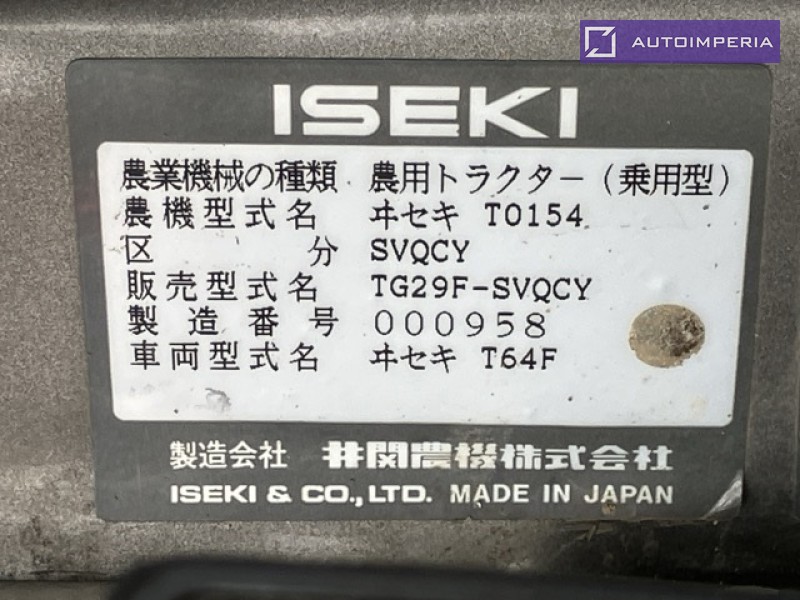 AUTOIMPERIA
ISEKI
農業機械の種類 農用トラクター(乗用型)
農機型式名 ヰセキ T0154
区分 SVQCY
販売型式名 TG29F-SVQCY
製造番号 000958
車両型式名 ヰセキ T64F
製造会社 井関農機株式会社
ISEKI & CO., LTD. MADE IN JAPAN